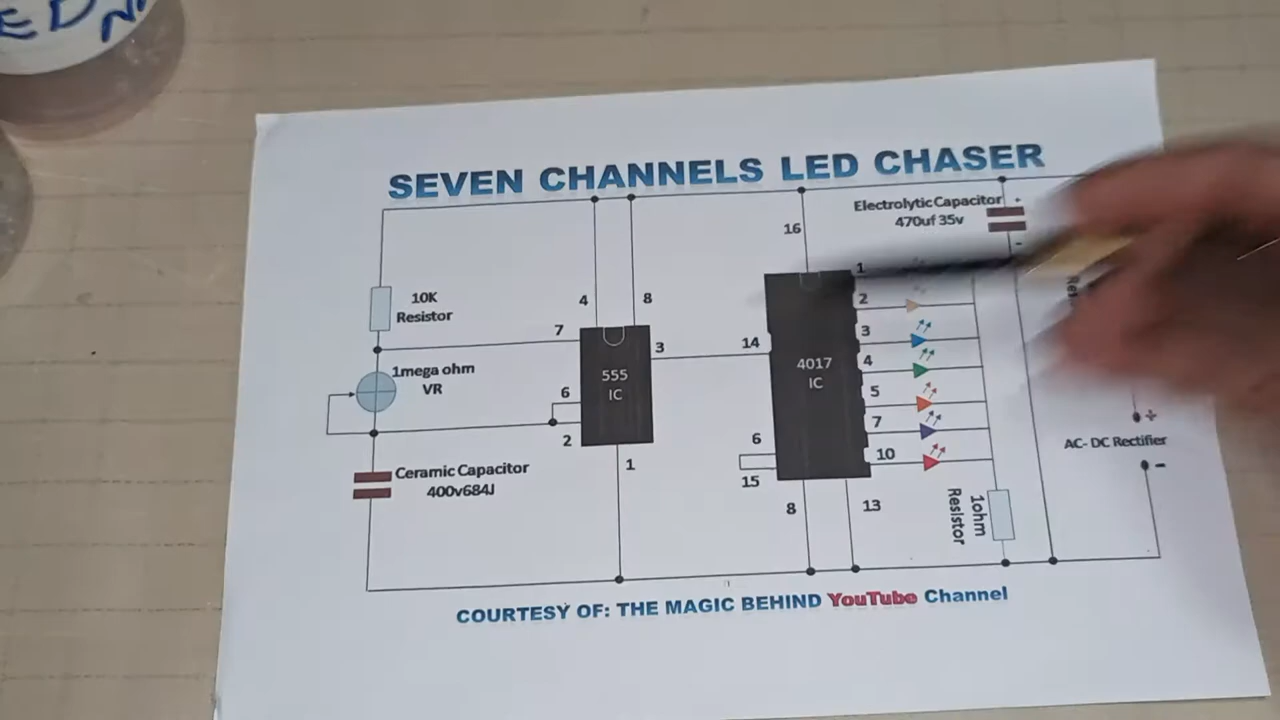 SEVEN CHANNELS LED CHASER
Electrolytic Capacitor +
470uf 35v
-
16
1
2
3
4
5
7
10
10K
Resistor
4
8
7
3
14
1mega ohm
VR
555
IC
4017
IC
6
2
1
6
15
8
13
Ceramic Capacitor
400v684J
1ohm
Resistor
+
AC- DC Rectifier
-
COURTESY OF: THE MAGIC BEHIND YouTube Channel